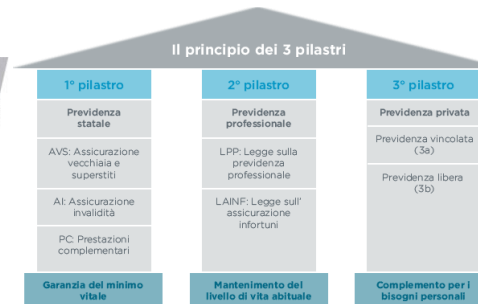 Il principio dei 3 pilastri
1° pilastro
Previdenza
statale
AVS: Assicurazione
vecchiaia e
superstiti
AI: Assicurazione
invalidità
PC: Prestazioni
complementari
Garanzia del minimo
vitale
2° pilastro
Previdenza
professionale
LPP: Legge sulla
previdenza
professionale
LAINF: Legge sull'
assicurazione
infortuni
Mantenimento del
livello di vita abituale
3° pilastro
Previdenza privata
Previdenza vincolata
(3a)
Previdenza libera
(3b)
Complemento per i
bisogni personali